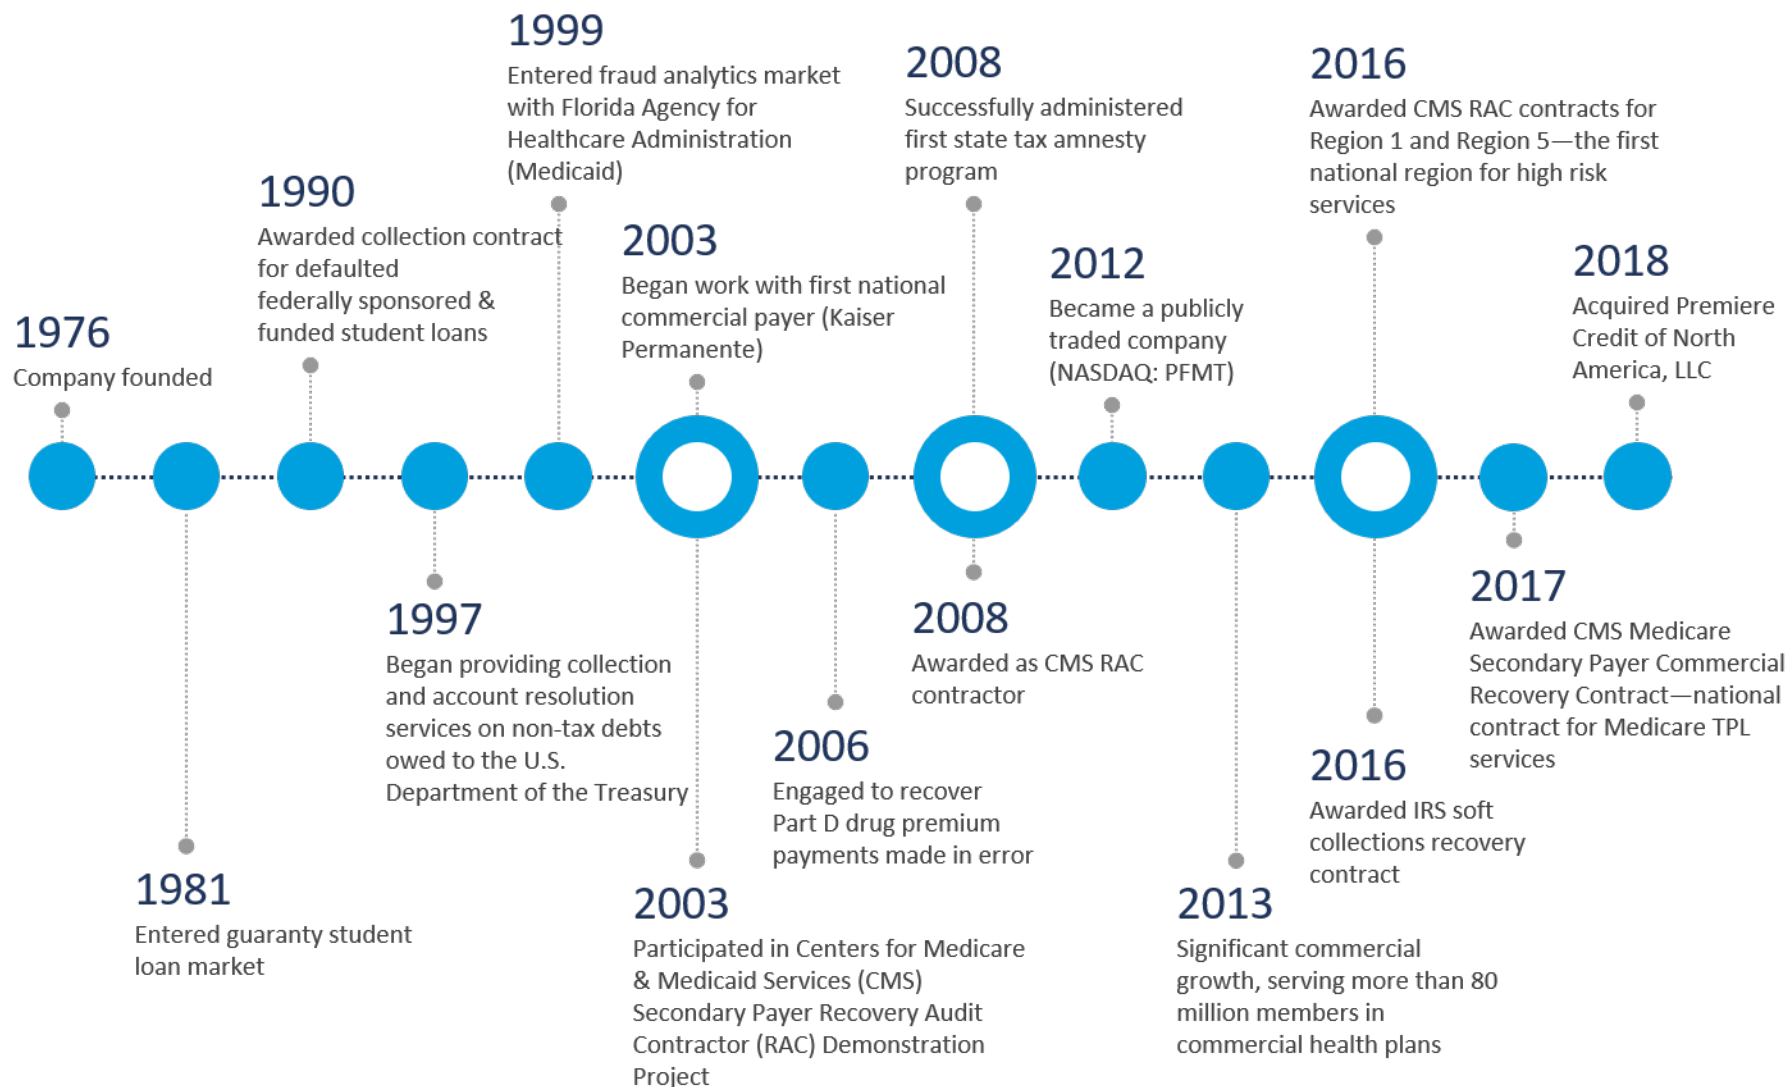 1976
Company founded
1981
Entered guaranty student
loan market
1990
Awarded collection contract
for defaulted
federally sponsored &
funded student loans
1997
Began providing collection
and account resolution
services on non-tax debts
owed to the U.S.
Department of the Treasury
1999
Entered fraud analytics market
with Florida Agency for
Healthcare Administration
(Medicaid)
2003
Began work with first national
commercial payer (Kaiser
Permanente)
2003
Participated in Centers for Medicare
& Medicaid Services (CMS)
Secondary Payer Recovery Audit
Contractor (RAC) Demonstration
Project
2006
Engaged to recover
Part D drug premium
payments made in error
2008
Successfully administered
first state tax amnesty
program
2008
Awarded as CMS RAC
contractor
2012
Became a publicly
traded company
(NASDAQ: PFMT)
2013
Significant commercial
growth, serving more than 80
million members in
commercial health plans
2016
Awarded CMS RAC contracts for
Region 1 and Region 5—the first
national region for high risk
services
2016
Awarded IRS soft
collections recovery
contract
2017
Awarded CMS Medicare
Secondary Payer Commercial
Recovery Contract—national
contract for Medicare TPL
services
2018
Acquired Premiere
Credit of North
America, LLC